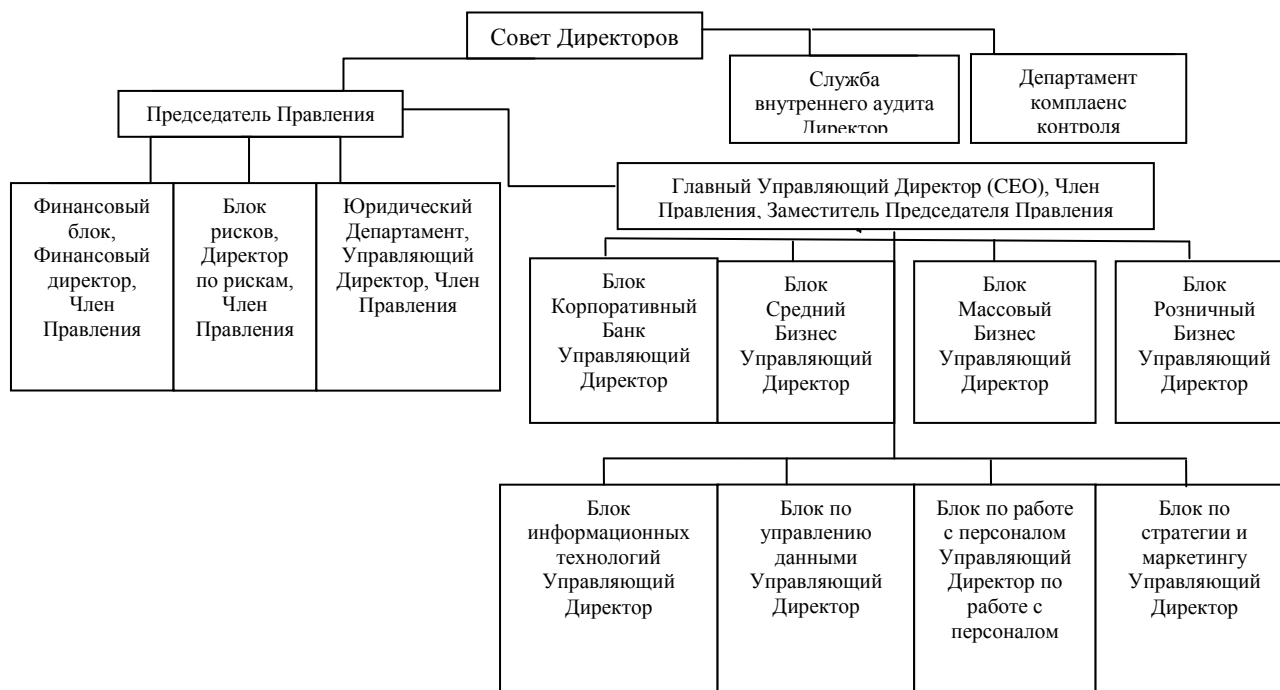 Совет Директоров
Служба
внутреннего аудита
Директор
Департамент
комплаенс
контроля
Председатель Правления
Главный Управляющий Директор (CEO), Член
Правления, Заместитель Председателя Правления
Финансовый
блок,
Финансовый
директор,
Член
Правления
Блок
рисков,
Директор
по рискам,
Член
Правления
Юридический
Департамент,
Управляющий
Директор, Член
Правления
Блок
Корпоративный
Банк
Управляющий
Директор
Блок
Средний
Бизнес
Управляющий
Директор
Блок
Массовый
Бизнес
Управляющий
Директор
Блок
Розничный
Бизнес
Управляющий
Директор
Блок
информационных
технологий
Управляющий
Директор
Блок по
управлению
данными
Управляющий
Директор
Блок по работе
с персоналом
Управляющий
Директор по
работе с
персоналом
Блок по
стратегии и
маркетингу
Управляющий
Директор